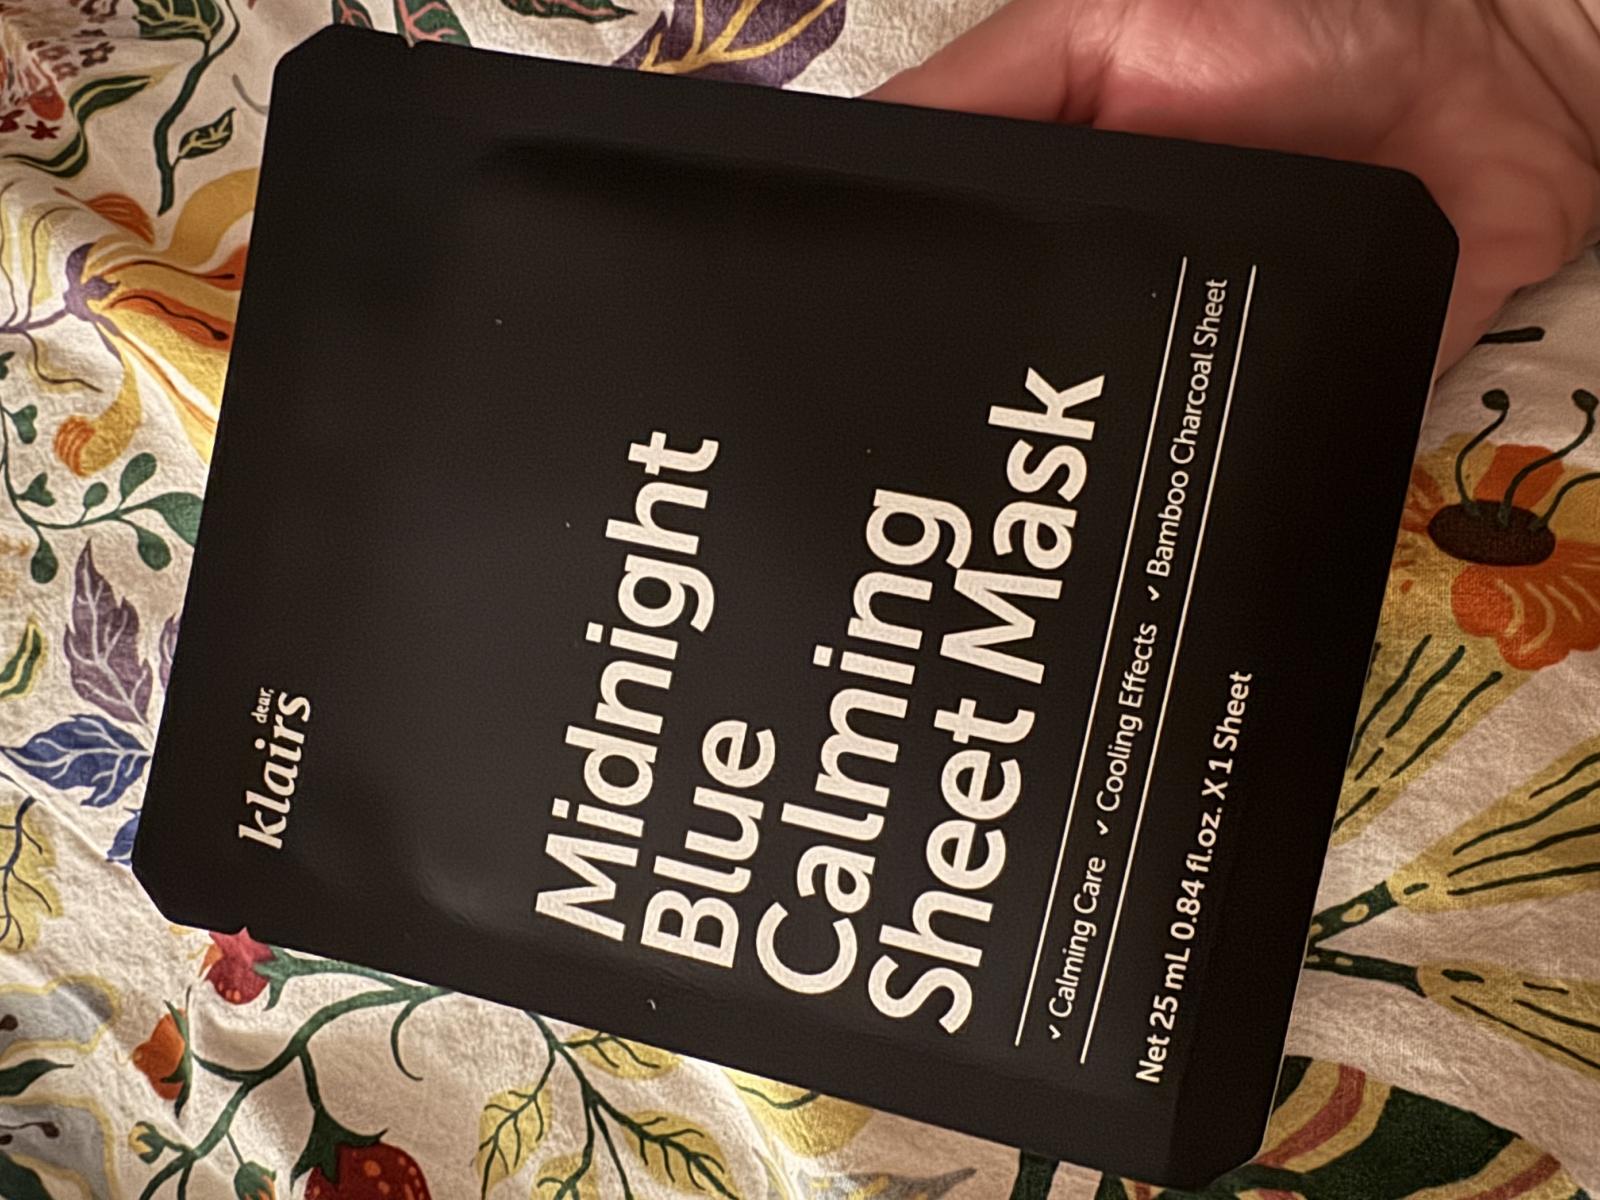 dear,
klairs
Midnight
Blue
Calming
Sheet Mask
✓ Calming Care ✓ Cooling Effects ✓ Bamboo Charcoal Sheet
Net 25 mL 0.84 fl.oz. X 1 Sheet